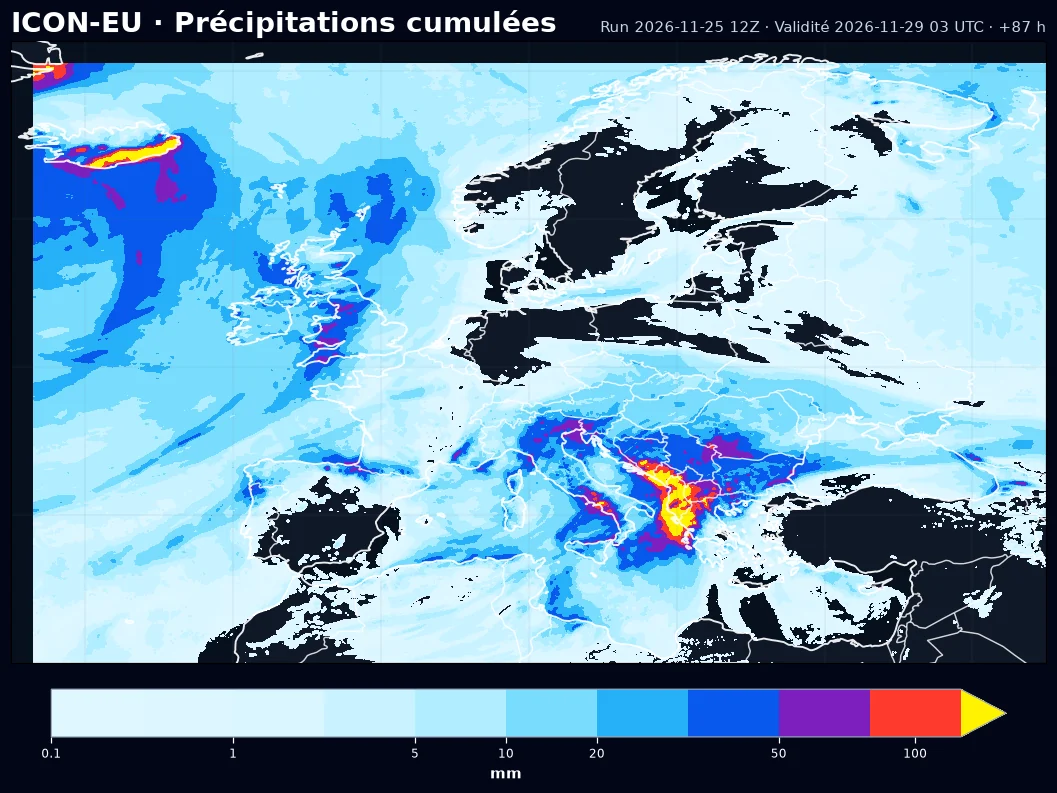 ICON-EU · Précipitations cumulées
Run 2026-11-25 12Z · Validité 2026-11-29 03 UTC · +87 h
0.1 1 5 10 20 50 100
mm